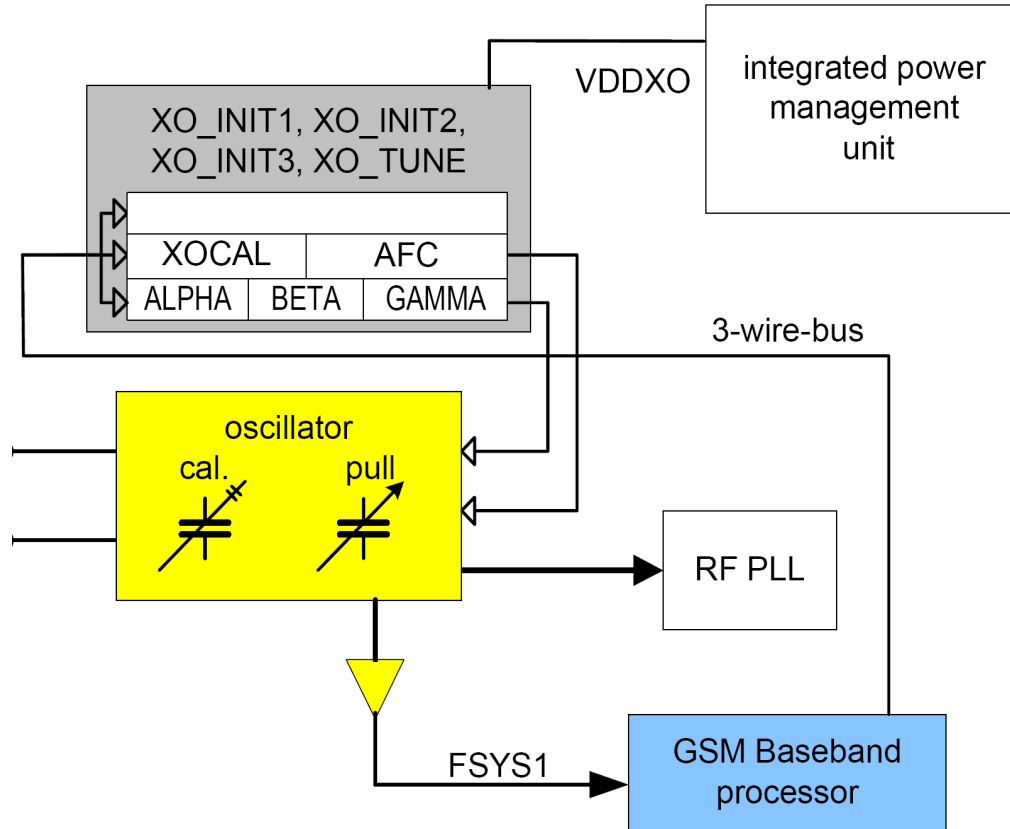 integrated power
management
unit
VDDXO
XO_INIT1, XO_INIT2,
XO_INIT3, XO_TUNE
XOCAL
AFC
ALPHA
BETA
GAMMA
3-wire-bus
oscillator
cal.
pull
RF PLL
FSYS1
GSM Baseband
processor